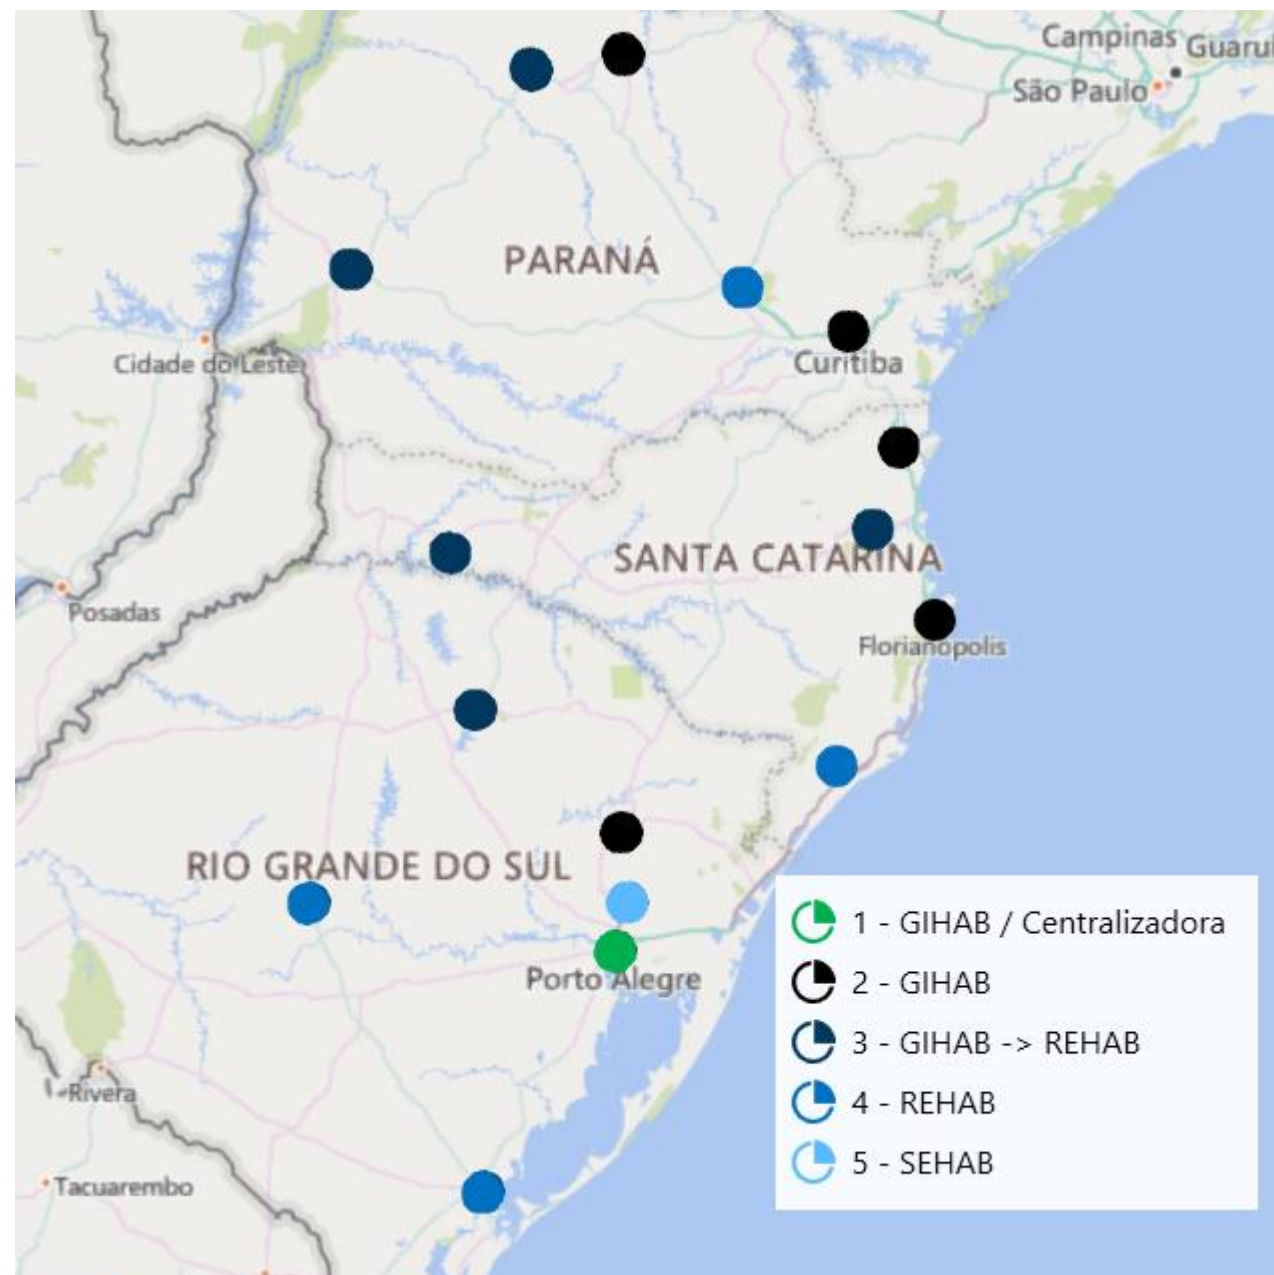 Campinas
Guarul
São Paulo
PARANÁ
Cidade do Leste
Curitiba
SANTA CATARINA
Posadas
Florianópolis
RIO GRANDE DO SUL
Porto Alegre
Rivera
Tacuarembo
1 - GIHAB / Centralizadora
2 - GIHAB
3 - GIHAB -> REHAB
4 - REHAB
5 - SEHAB